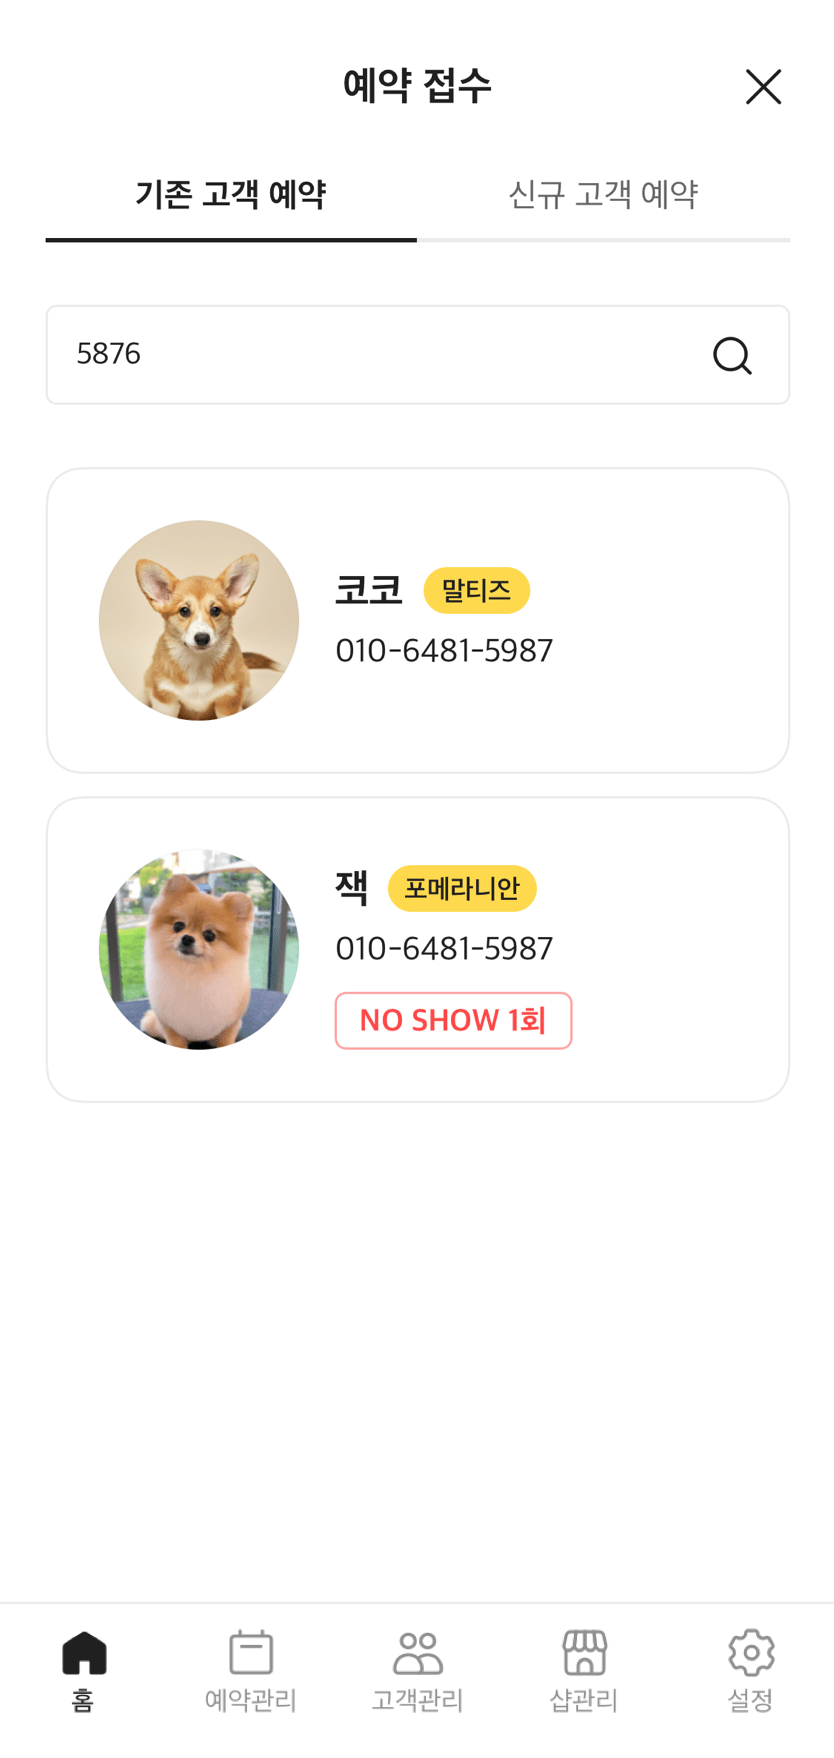 예약 접수
기존 고객 예약 신규 고객 예약
5876
코코 말티즈
010-6481-5987
잭 포메라니안
010-6481-5987
NO SHOW 1회
홈 예약관리 고객관리 샵관리 설정